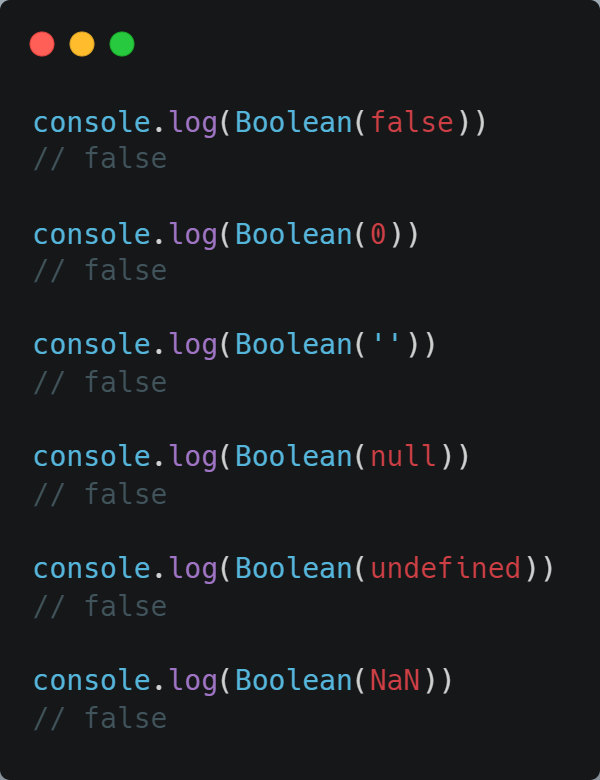 console.log(Boolean(false))
// false
console.log(Boolean(0))
// false
console.log(Boolean(''))
// false
console.log(Boolean(null))
// false
console.log(Boolean(undefined))
// false
console.log(Boolean(NaN))
// false